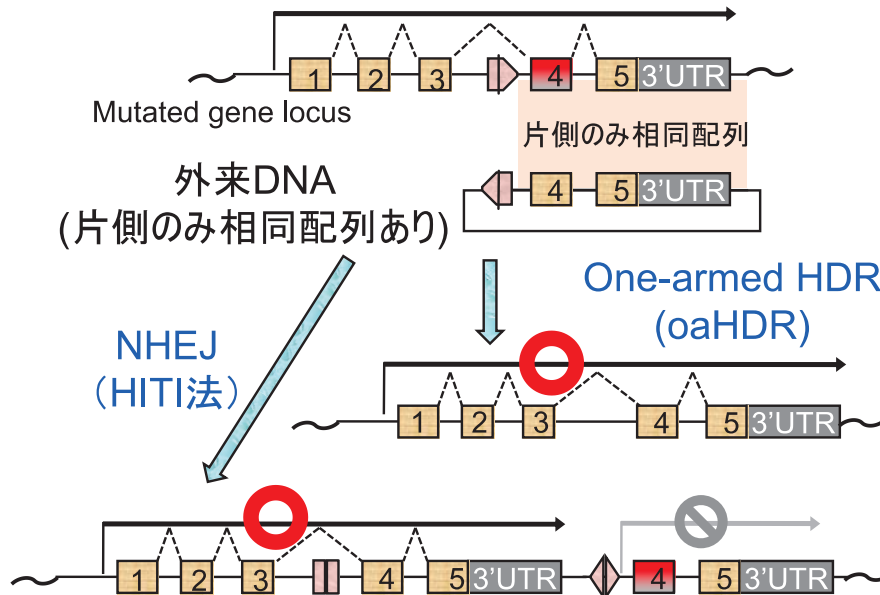 1 2 3 4 5 3'UTR
Mutated gene locus
片側のみ相同配列
外来DNA
(片側のみ相同配列あり)
4 5 3'UTR
One-armed HDR
(oaHDR)
NHEJ
（HITI法）
1 2 3 4 5 3'UTR
1 2 3 4 5 3'UTR 4 5 3'UTR